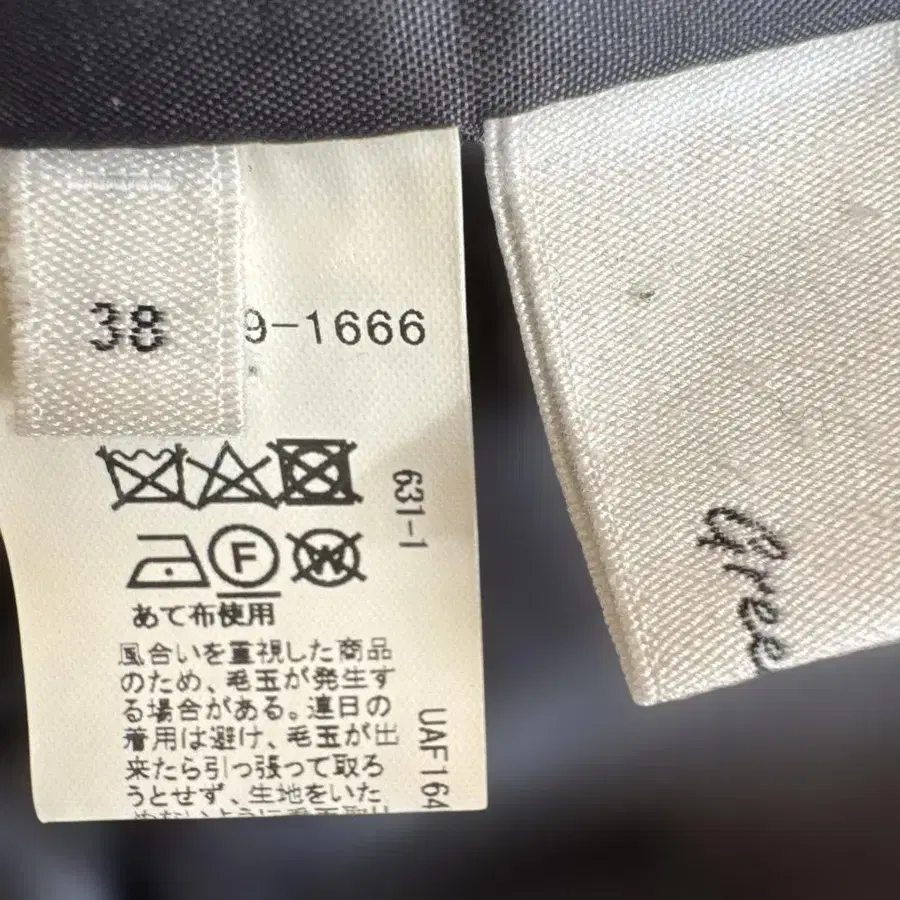 38
9-1666
631-1
F
W
あて布使用
風合いを重視した商品
のため、毛玉が発生す
る場合がある。連日の
着用は避け、毛玉が出
来たら引っ張って取ろ
うとせず、生地をいた
UAF164
Gree